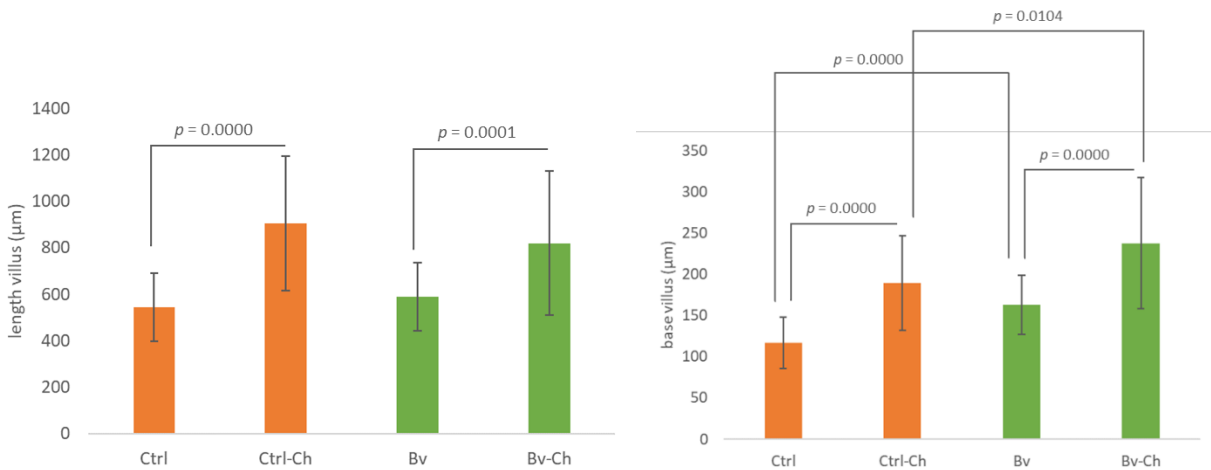 length villus (μm)
1400
1200
1000
800
600
400
200
0
p = 0.0000
p = 0.0001
Ctrl
Ctrl-Ch
Bv
Bv-Ch
p = 0.0104
p = 0.0000
base villus (μm)
350
300
250
200
150
100
50
0
p = 0.0000
p = 0.0000
Ctrl
Ctrl-Ch
Bv
Bv-Ch